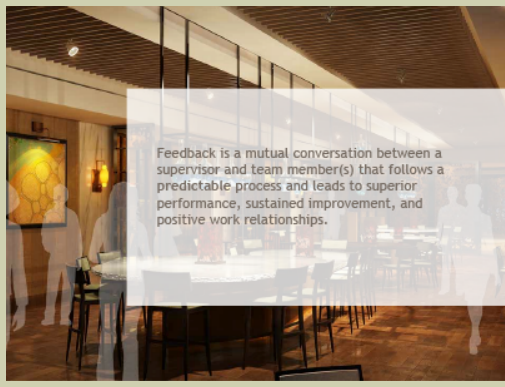 Feedback is a mutual conversation between a
supervisor and team member(s) that follows a
predictable process and leads to superior
performance, sustained improvement, and
positive work relationships.